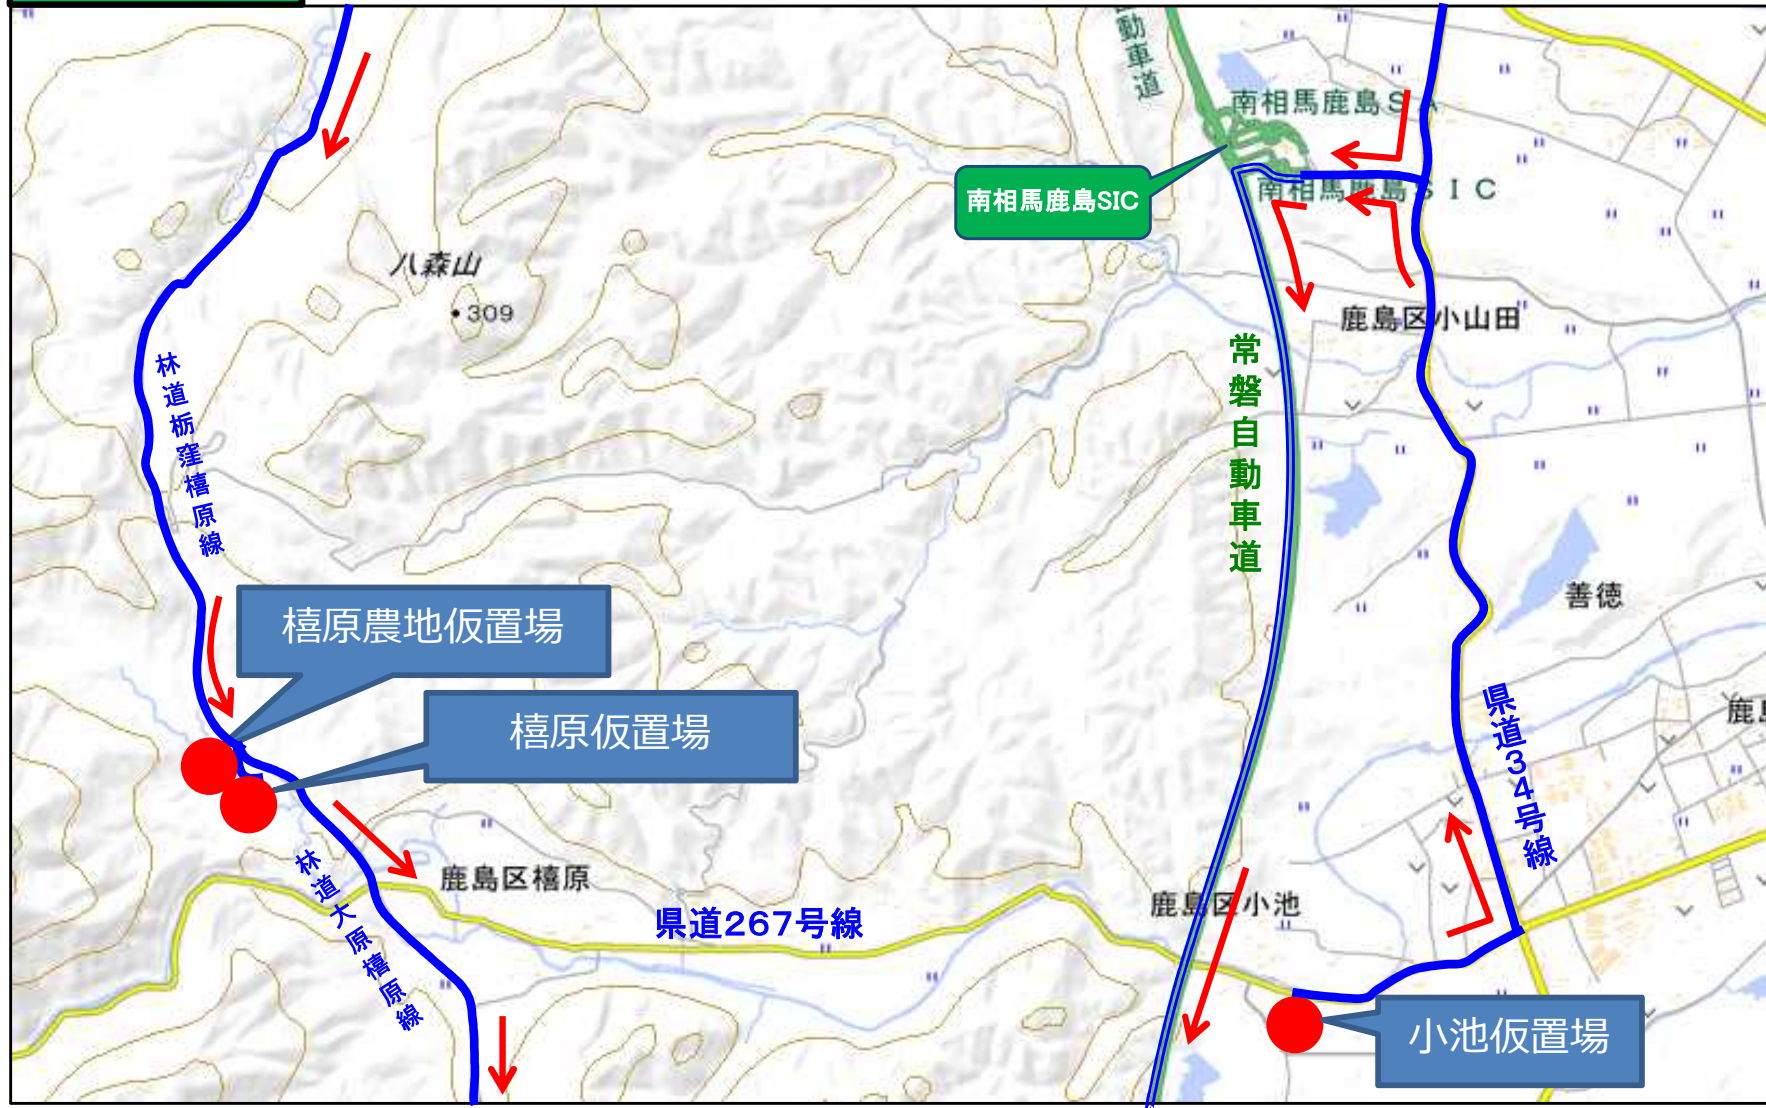 動車道
南相馬鹿島SA
南相馬鹿島SIC
南相馬鹿島SIC
八森山
309
鹿島区小山田
常磐自動車道
林道栃窪橲原線
善徳
橲原農地仮置場
橲原仮置場
県道34号線
鹿島区橲原
林道大原橲原線
県道267号線
鹿島区小池
小池仮置場